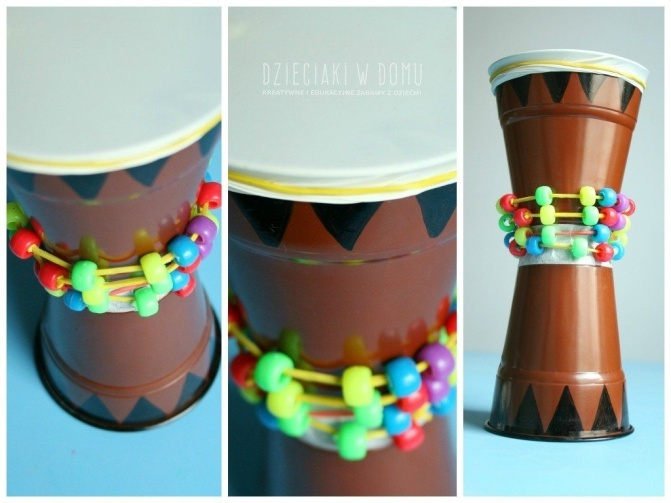 DZIECIAKI W DOMU
KREATYWNE I EDUKACYJNE ZABAWY Z DZIEĆMI